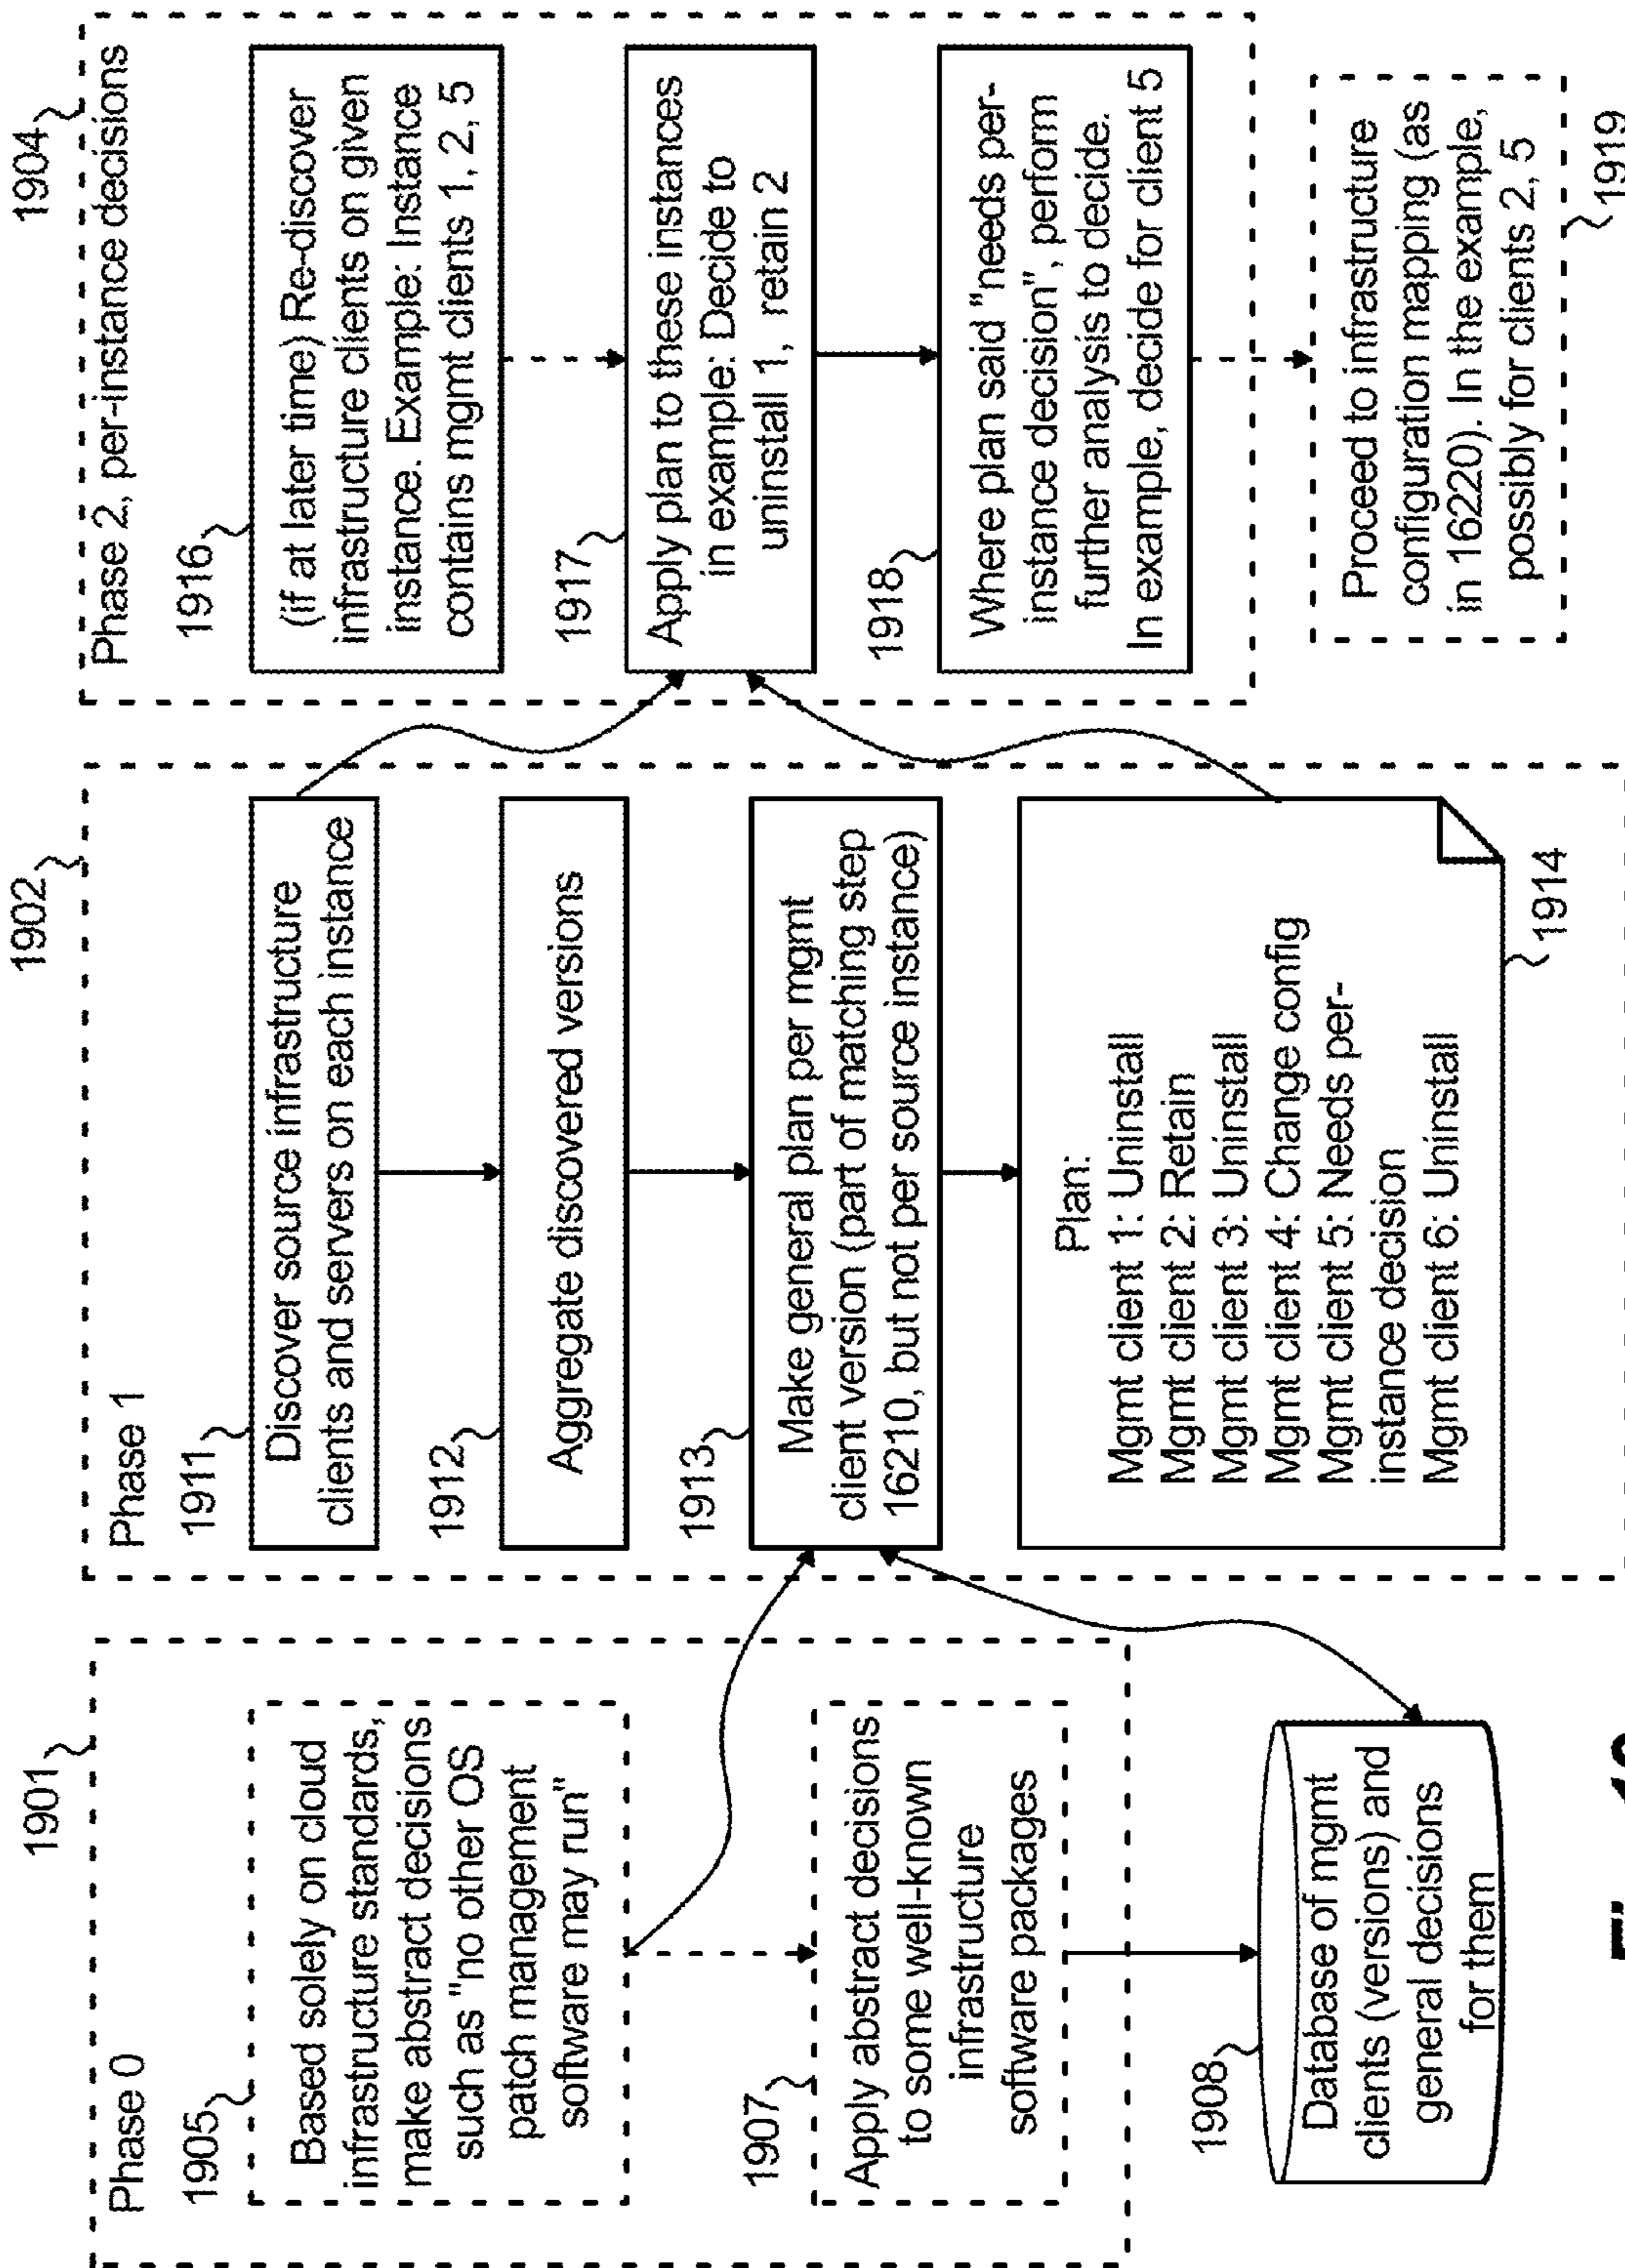 1901
Phase 0
1905
Based solely on cloud
infrastructure standards,
make abstract decisions
such as "no other OS
patch management
software may run"
1907
Apply abstract decisions
to some well-known
infrastructure
software packages
1908
Database of mgmt
clients (versions) and
general decisions
for them
1902
Phase 1
1911
Discover source infrastructure
clients and servers on each instance
1912
Aggregate discovered versions
1913
Make general plan per mgmt
client version (part of matching step
16210, but not per source instance)
Plan:
Mgmt client 1: Uninstall
Mgmt client 2: Retain
Mgmt client 3: Uninstall
Mgmt client 4: Change config
Mgmt client 5: Needs per-
instance decision
Mgmt client 6: Uninstall
1914
1904
Phase 2, per-instance decisions
1916
(if at later time) Re-discover
infrastructure clients on given
instance. Example: Instance
contains mgmt clients 1, 2, 5
1917
Apply plan to these instances
in example: Decide to
uninstall 1, retain 2
1918
Where plan said "needs per-
instance decision", perform
further analysis to decide.
In example, decide for client 5
Proceed to infrastructure
configuration mapping (as
in 16220). In the example,
possibly for clients 2, 5
1919